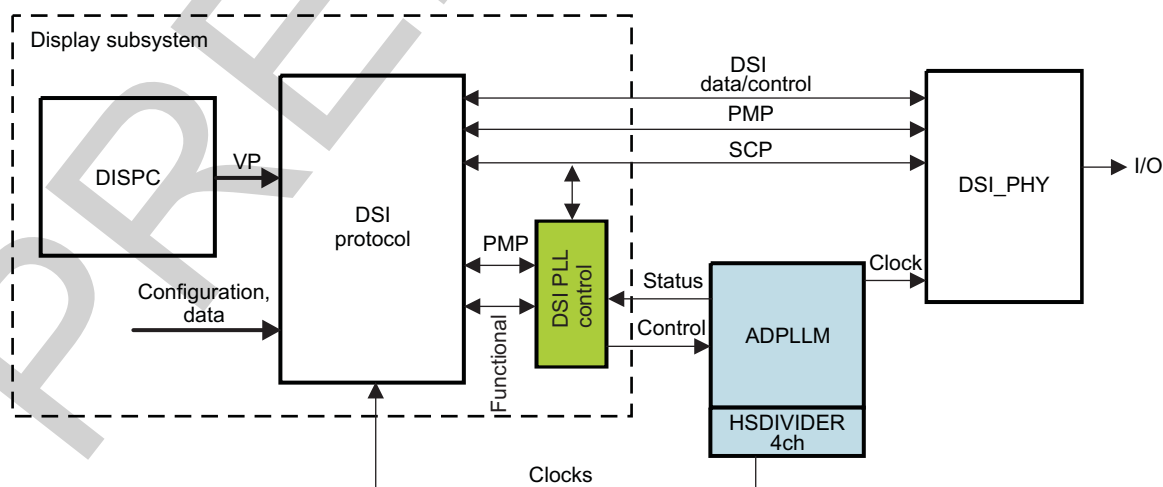 Display subsystem
DISPC
VP
DSI
protocol
Configuration,
data
DSI
data/control
PMP
SCP
PMP
Functional
DSI PLL
control
Status
Control
ADPLLM
HSDIVIDER
4ch
Clock
DSI_PHY
I/O
Clocks